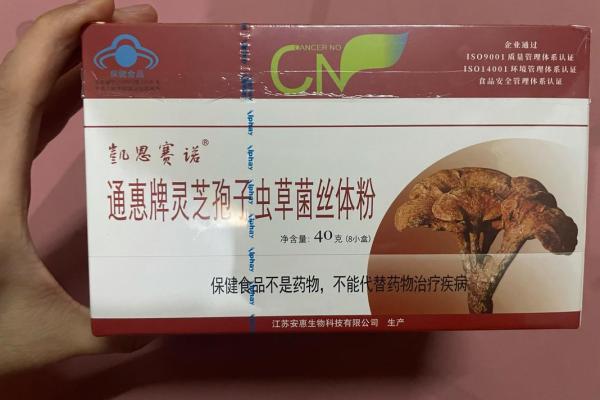 CANCER NO
CN
企业通过
ISO9001质量管理体系认证
ISO14001环境管理体系认证
食品安全管理体系认证
保健食品
凯恩赛诺®
通惠牌灵芝孢子虫草菌丝体粉
净含量: 40克 (8小盒)
保健食品不是药物，不能代替药物治疗疾病
江苏安惠生物科技有限公司 生产
Alphay